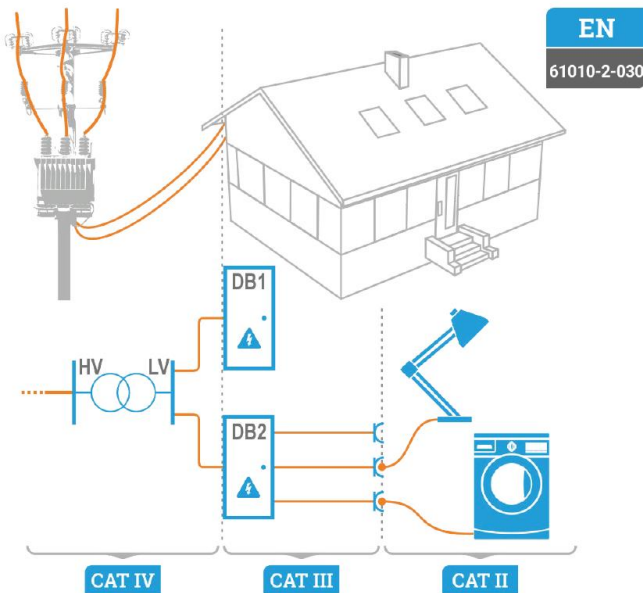 EN
61010-2-030
DB1
HV
LV
DB2
CAT IV
CAT III
CAT II